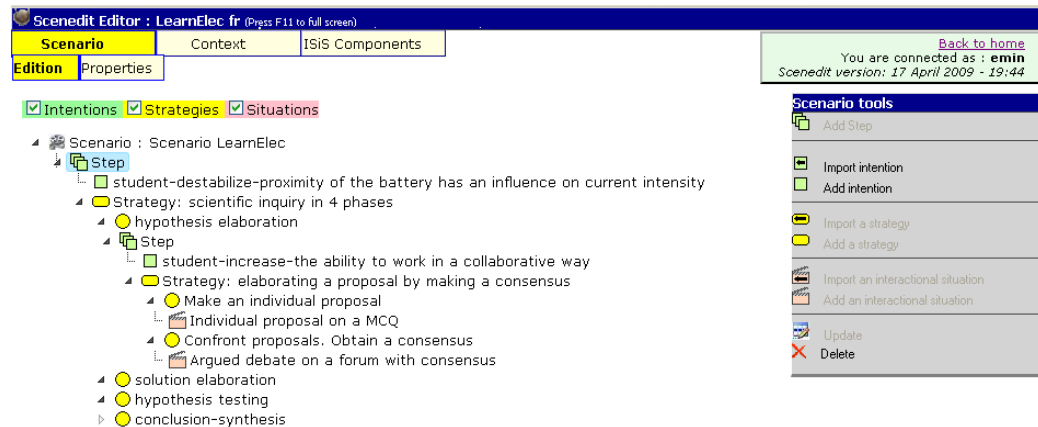 Scenedit Editor : LearnElec fr (Press F11 to full screen)
Scenario Context ISiS Components
Edition Properties
Back to home
You are connected as : emin
Scenedit version: 17 April 2009 - 19:44
Intentions Strategies Situations
Scenario : Scenario LearnElec
Step
student-destabilize-proximity of the battery has an influence on current intensity
Strategy: scientific inquiry in 4 phases
hypothesis elaboration
Step
student-increase-the ability to work in a collaborative way
Strategy: elaborating a proposal by making a consensus
Make an individual proposal
Individual proposal on a MCQ
Confront proposals. Obtain a consensus
Argued debate on a forum with consensus
solution elaboration
hypothesis testing
conclusion-synthesis
Scenario tools
Add Step
Import intention
Add intention
Import a strategy
Add a strategy
Import an interactional situation
Add an interactional situation
Update
Delete